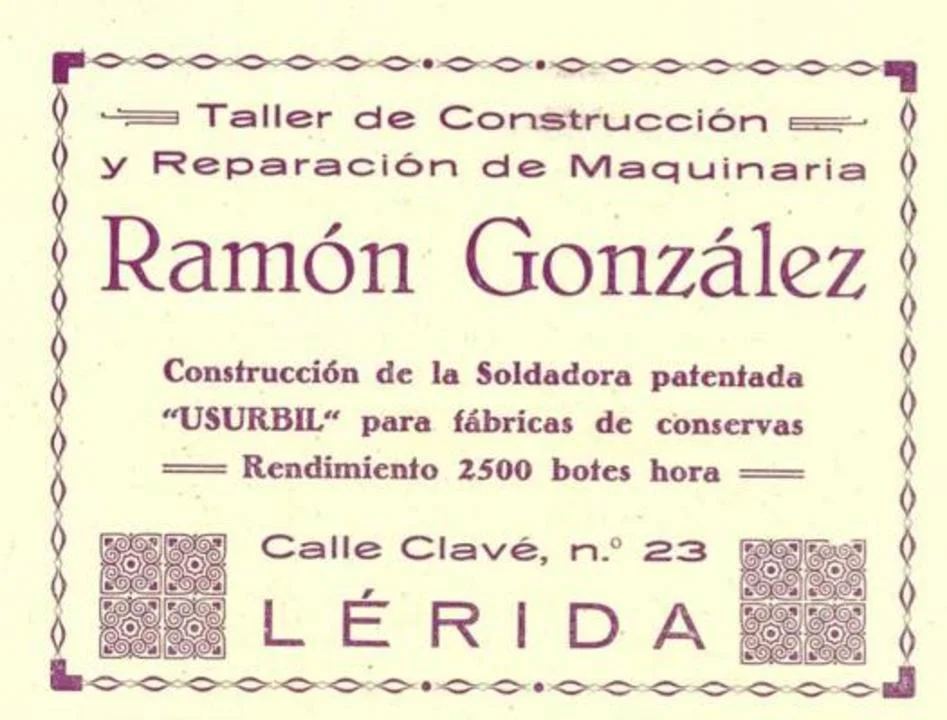 Taller de Construcción
y Reparación de Maquinaria
Ramón González
Construcción de la Soldadora patentada
“USURBIL“ para fábricas de conservas
Rendimiento 2500 botes hora
Calle Clavé, n.º 23
LÉRIDA